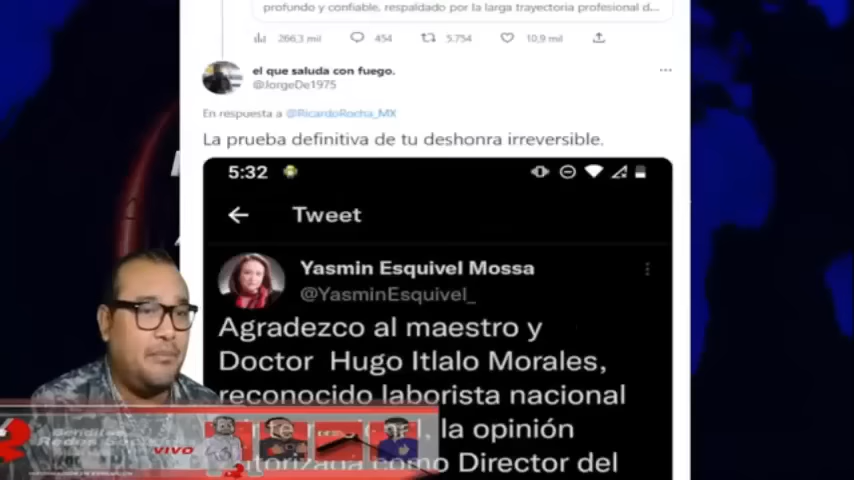 profundo y confiable, respaldado por la larga trayectoria profesional d...
266,3 mil 454 5.754 10,9 mil
el que saluda con fuego.
@JorgeDe1975
En respuesta a @RicardoRocha_MX
La prueba definitiva de tu deshonra irreversible.
5:32
Tweet
Yasmin Esquivel Mossa
@YasminEsquivel_
Agradezco al maestro y
Doctor Hugo Itlalo Morales,
reconocido laborista nacional
la opinión
como Director del
VIVO